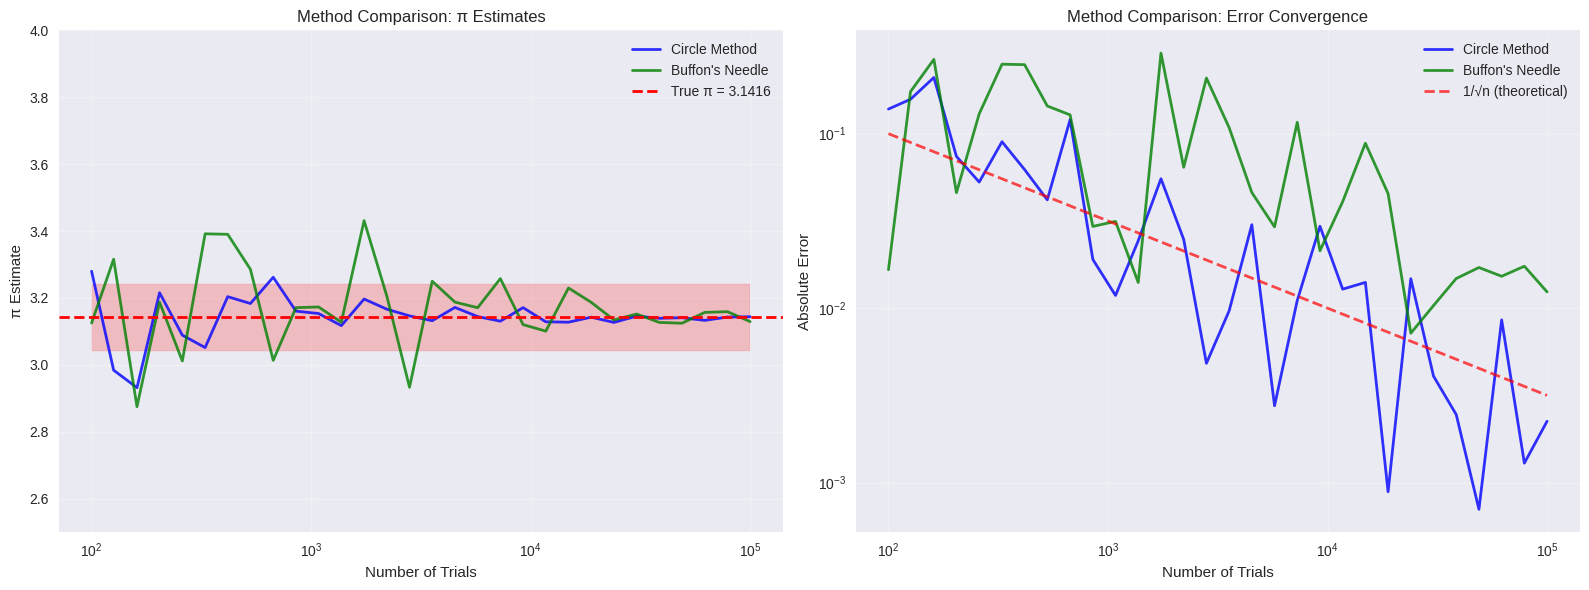 Method Comparison: π Estimates
π Estimate
4.0
3.8
3.6
3.4
3.2
3.0
2.8
2.6
Circle Method
Buffon's Needle
True π = 3.1416
10²
10³
10⁴
10⁵
Number of Trials
Method Comparison: Error Convergence
Absolute Error
10⁻¹
10⁻²
10⁻³
Circle Method
Buffon's Needle
1/√n (theoretical)
10²
10³
10⁴
10⁵
Number of Trials